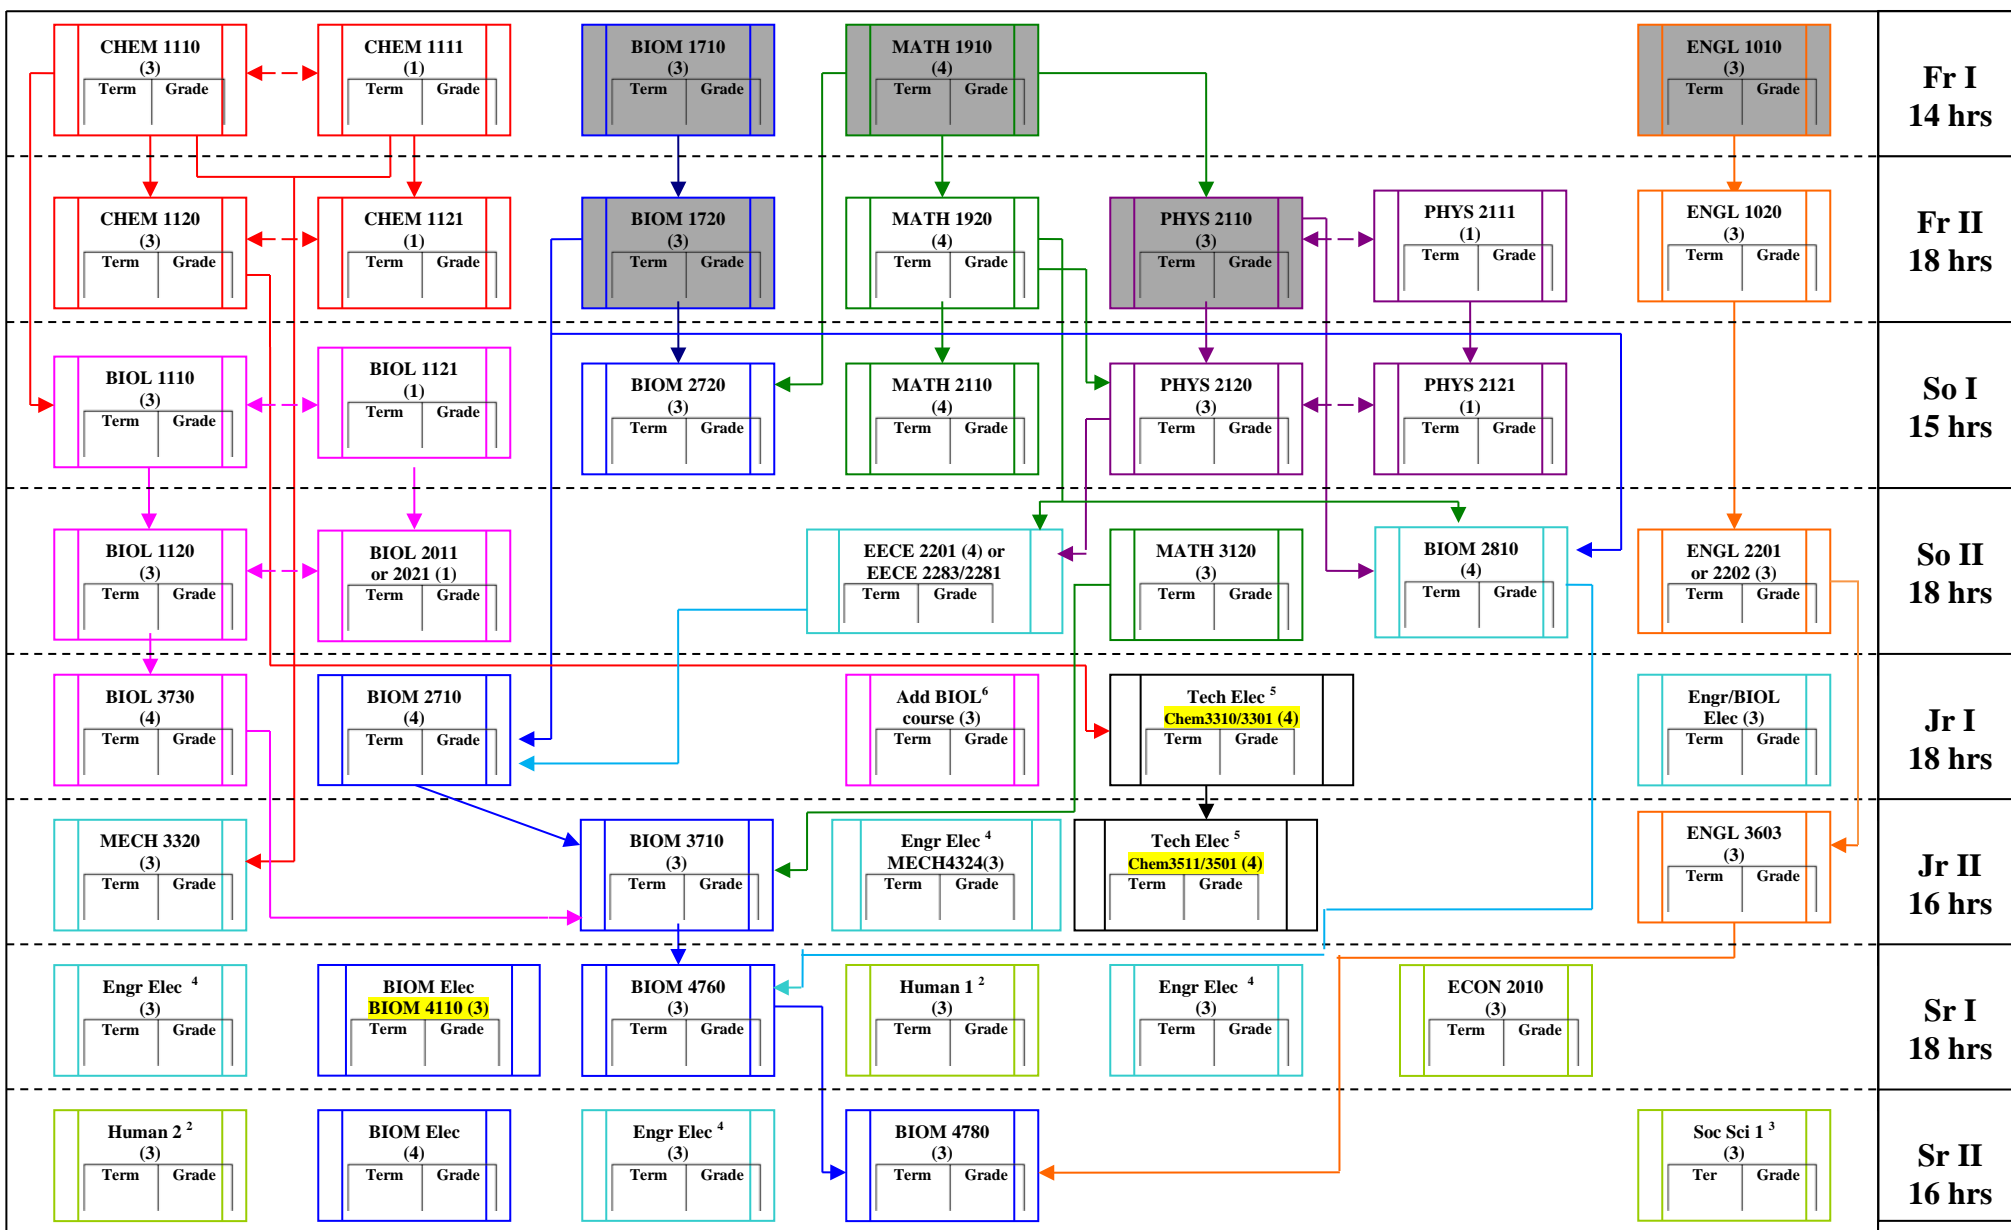 CHEM 1110
(3)
Term Grade
CHEM 1111
(1)
Term Grade
BIOM 1710
(3)
Term Grade
MATH 1910
(4)
Term Grade
ENGL 1010
(3)
Term Grade
Fr I
14 hrs
CHEM 1120
(3)
Term Grade
CHEM 1121
(1)
Term Grade
BIOM 1720
(3)
Term Grade
MATH 1920
(4)
Term Grade
PHYS 2110
(3)
Term Grade
PHYS 2111
(1)
Term Grade
ENGL 1020
(3)
Term Grade
Fr II
18 hrs
BIOL 1110
(3)
Term Grade
BIOL 1121
(1)
Term Grade
BIOM 2720
(3)
Term Grade
MATH 2110
(4)
Term Grade
PHYS 2120
(3)
Term Grade
PHYS 2121
(1)
Term Grade
So I
15 hrs
BIOL 1120
(3)
Term Grade
BIOL 2011
or 2021 (1)
Term Grade
EECE 2201 (4) or
EECE 2283/2281
Term Grade
MATH 3120
(3)
Term Grade
BIOM 2810
(4)
Term Grade
ENGL 2201
or 2202 (3)
Term Grade
So II
18 hrs
BIOL 3730
(4)
Term Grade
BIOM 2710
(4)
Term Grade
Add BIOL 6
course (3)
Term Grade
Tech Elec 5
Chem3310/3301 (4)
Term Grade
Engr/BIOL
Elec (3)
Term Grade
Jr I
18 hrs
MECH 3320
(3)
Term Grade
BIOM 3710
(3)
Term Grade
Engr Elec 4
MECH4324(3)
Term Grade
Tech Elec 5
Chem3511/3501 (4)
Term Grade
ENGL 3603
(3)
Term Grade
Jr II
16 hrs
Engr Elec 4
(3)
Term Grade
BIOM Elec
BIOM 4110 (3)
Term Grade
BIOM 4760
(3)
Term Grade
Human 1 2
(3)
Term Grade
Engr Elec 4
(3)
Term Grade
ECON 2010
(3)
Term Grade
Sr I
18 hrs
Human 2 2
(3)
Term Grade
BIOM Elec
(4)
Term Grade
Engr Elec 4
(3)
Term Grade
BIOM 4780
(3)
Term Grade
Soc Sci 1 3
(3)
Ter Grade
Sr II
16 hrs